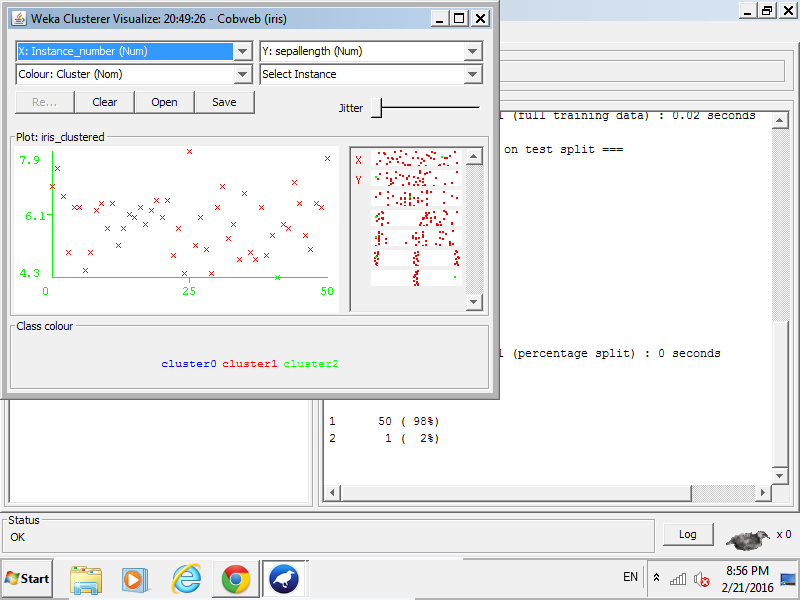 Weka Clusterer Visualize: 20:49:26 - Cobweb (iris)
X: Instance_number (Num)
Y: sepallength (Num)
Colour: Cluster (Nom)
Select Instance
Re...
Clear
Open
Save
Jitter
Plot: iris_clustered
7.9
6.1
4.3
0
25
50
X
Y
Class colour
cluster0 cluster1 cluster2
(full training data) : 0.02 seconds
on test split ===
(percentage split) : 0 seconds
1 50 ( 98%)
2 1 ( 2%)
Status
OK
Log
x 0
Start
EN
8:56 PM
2/21/2016